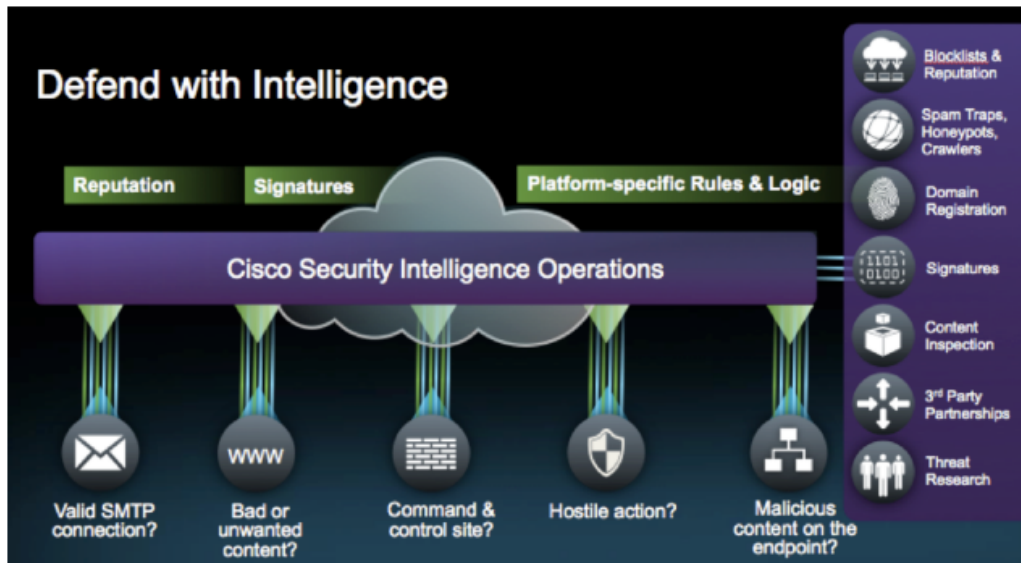 Defend with Intelligence
Reputation
Signatures
Platform-specific Rules & Logic
Cisco Security Intelligence Operations
www
Valid SMTP
connection?
Bad or
unwanted
content?
Command &
control site?
Hostile action?
Malicious
content on the
endpoint?
Blocklists &
Reputation
Spam Traps,
Honeypots,
Crawlers
Domain
Registration
1101
0100
Signatures
Content
Inspection
3rd Party
Partnerships
Threat
Research